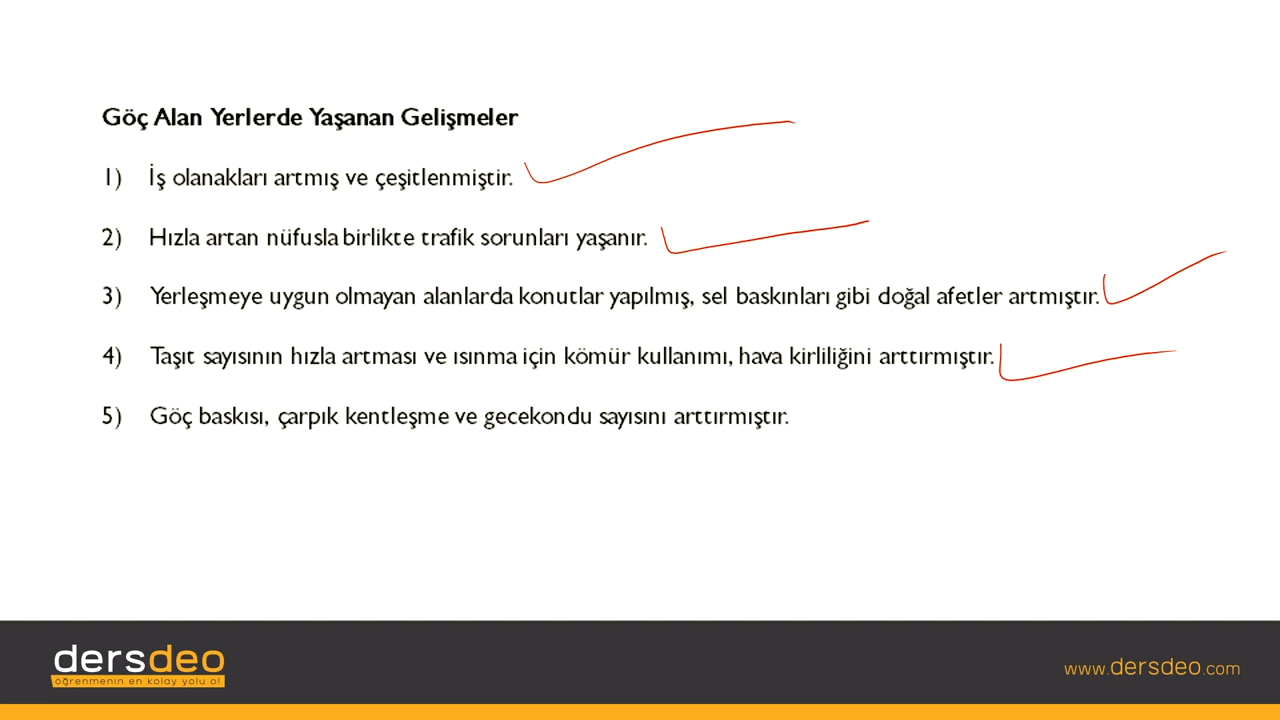 Göç Alan Yerlerde Yaşanan Gelişmeler
1) İş olanakları artmış ve çeşitlenmiştir.
2) Hızla artan nüfusla birlikte trafik sorunları yaşanır.
3) Yerleşmeye uygun olmayan alanlarda konutlar yapılmış, sel baskınları gibi doğal afetler artmıştır.
4) Taşıt sayısının hızla artması ve ısınma için kömür kullanımı, hava kirliliğini arttırmıştır.
5) Göç baskısı, çarpık kentleşme ve gecekondu sayısını arttırmıştır.
dersdeo
öğrenmenin en kolay yolu o!
www.dersdeo.com